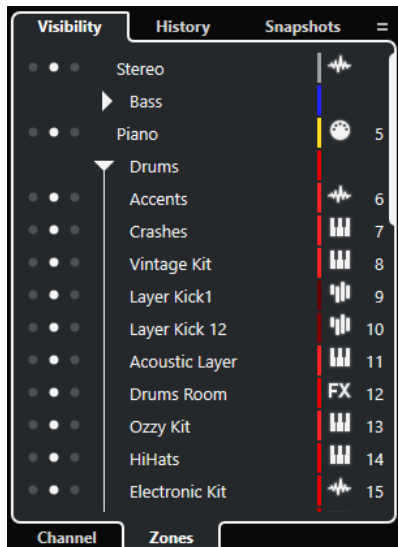 Visibility History Snapshots
Stereo
Bass
Piano 5
Drums
Accents 6
Crashes 7
Vintage Kit 8
Layer Kick1 9
Layer Kick 12 10
Acoustic Layer 11
Drums Room FX 12
Ozzy Kit 13
HiHats 14
Electronic Kit 15
Channel Zones